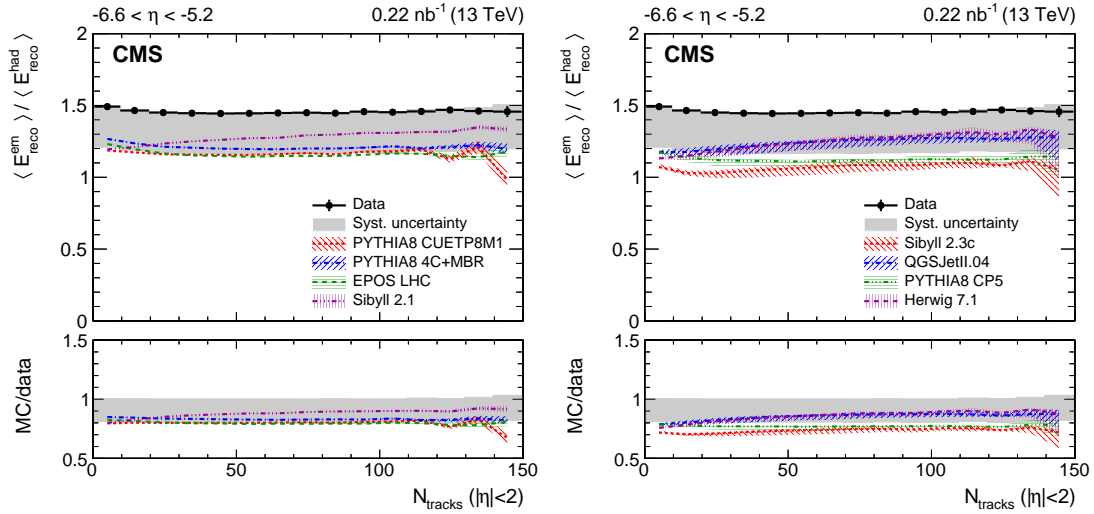 -6.6 < η < -5.2 0.22 nb⁻¹ (13 TeV)
CMS
⟨ E^em_reco ⟩ / ⟨ E^had_reco ⟩
2
1.5
1
0.5
0
Data
Syst. uncertainty
PYTHIA8 CUETP8M1
PYTHIA8 4C+MBR
EPOS LHC
Sibyll 2.1
MC/data
1.5
1
0.5
0 50 100 150
N_tracks (|η|<2)
-6.6 < η < -5.2 0.22 nb⁻¹ (13 TeV)
CMS
⟨ E^em_reco ⟩ / ⟨ E^had_reco ⟩
2
1.5
1
0.5
0
Data
Syst. uncertainty
Sibyll 2.3c
QGSJetII.04
PYTHIA8 CP5
Herwig 7.1
MC/data
1.5
1
0.5
0 50 100 150
N_tracks (|η|<2)